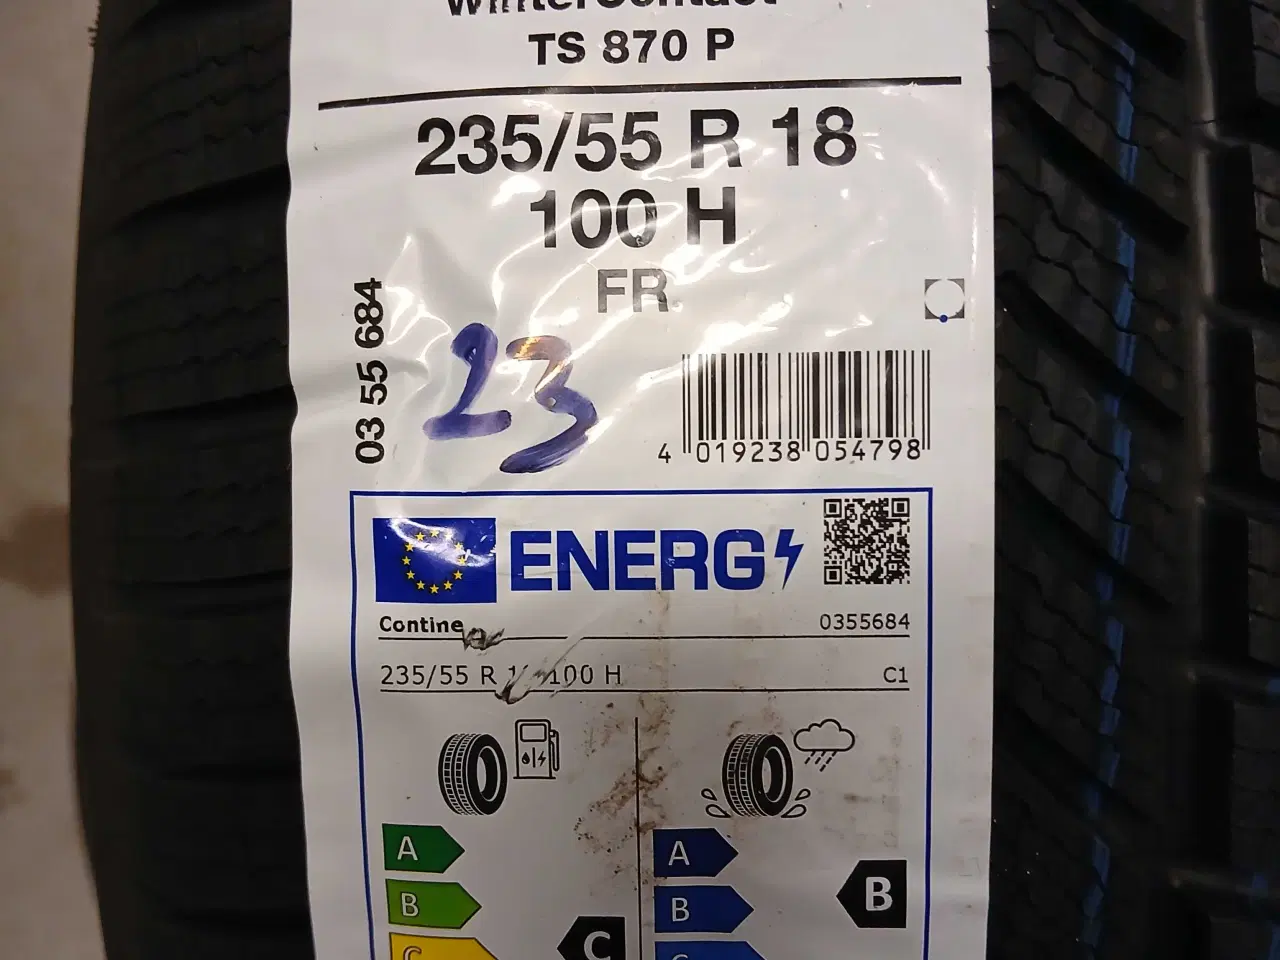 TS 870 P
235/55 R 18
100 H
FR
03 55 684
23
4 019238 054798
ENERG
Contine
0355684
235/55 R 1 100 H
C1
A
B
C
C
A
B
B
C